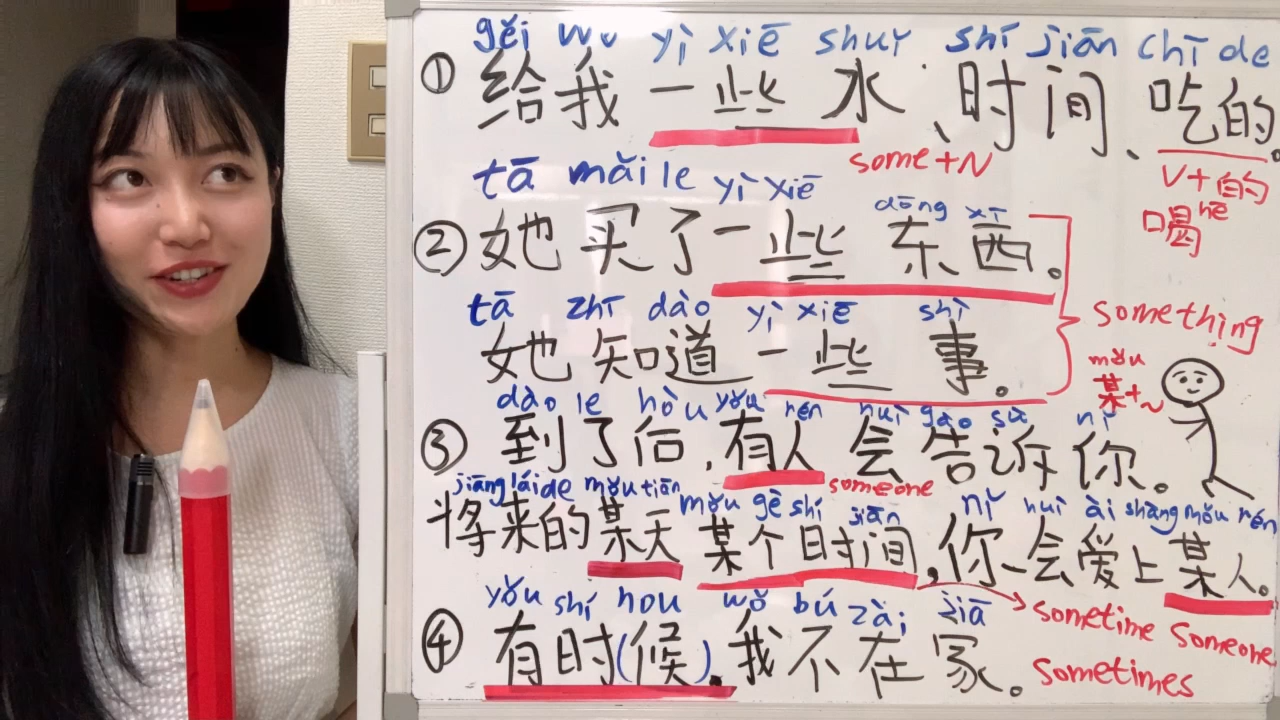 gěi wo yì xiē shuǐ shí jiān chī de
① 给我一些水、时间、吃的。
some+N
V+的
喝 hē
tā mǎi le yì xiē dōng xī
② 她买了一些东西。
tā zhī dào yì xiē shì
她知道一些事。
something
mǒu
某+~
dào le hòu yǒu rén huì gào sù nǐ
③ 到了后,有人会告诉你。
someone
jiāng lái de mǒu tiān mǒu gè shí jiān nǐ huì ài shàng mǒu rén
将来的某天某个时间,你会爱上某人。
sometime someone
yǒu shí hou wǒ bú zài jiā
④ 有时(候),我不在家。
sometimes